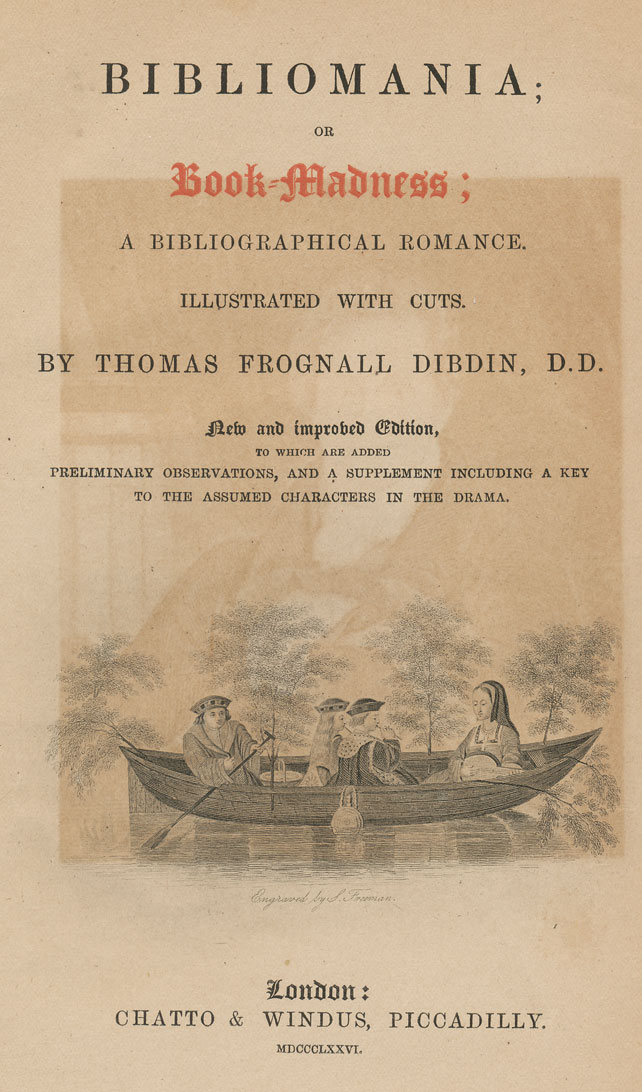 BIBLIOMANIA;
OR
Book-Madness;
A BIBLIOGRAPHICAL ROMANCE.
ILLUSTRATED WITH CUTS.
BY THOMAS FROGNALL DIBDIN, D.D.
New and improved Edition,
TO WHICH ARE ADDED
PRELIMINARY OBSERVATIONS, AND A SUPPLEMENT INCLUDING A KEY
TO THE ASSUMED CHARACTERS IN THE DRAMA.
Engraved by S. Freeman.
London:
CHATTO & WINDUS, PICCADILLY.
MDCCCLXXVI.